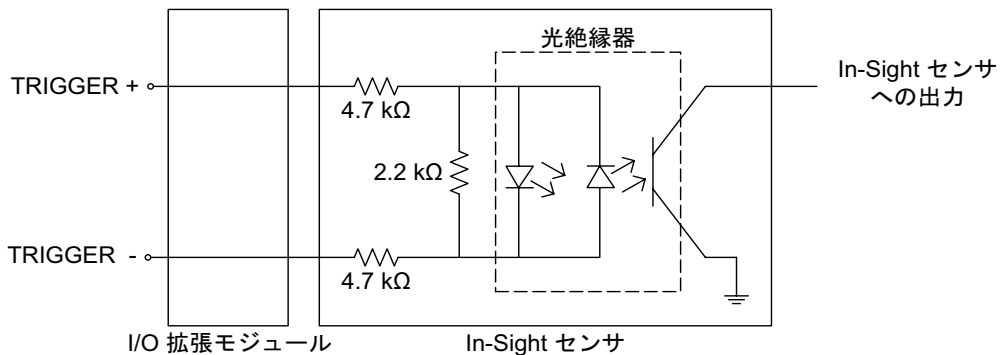 光絶縁器
TRIGGER +
4.7 kΩ
In-Sight センサ
への出力
2.2 kΩ
TRIGGER -
4.7 kΩ
I/O 拡張モジュール
In-Sight センサ